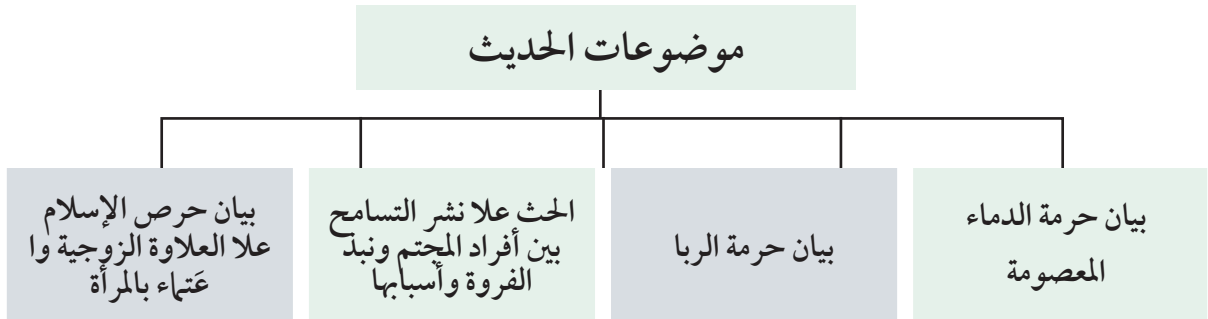 موضوعات الحديث
بيان حرمة الدماء
المعصومة
بيان حرمة الربا
الحث علا نشر التسامح
بين أفراد المجتم ونبذ
الفروة وأسبابها
بيان حرص الإسلام
علا العلاوة الزوجية وا
عَتماء بالمرأة